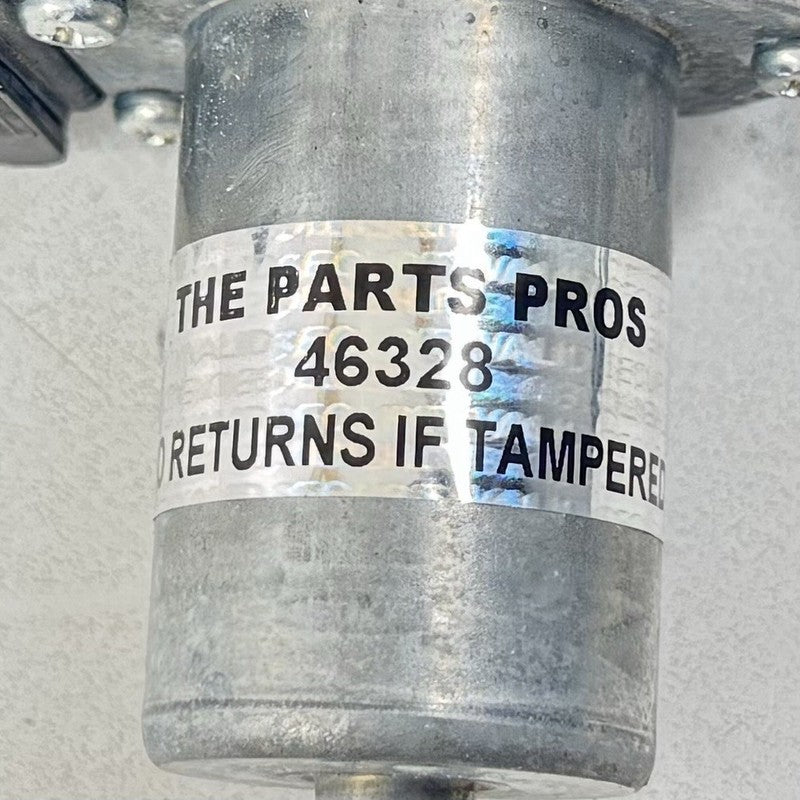 THE PARTS PROS
46328
O RETURNS IF TAMPERED